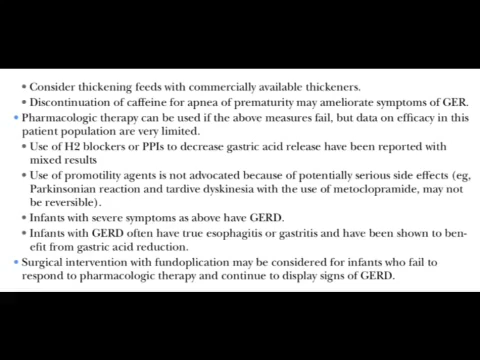 • Consider thickening feeds with commercially available thickeners.
• Discontinuation of caffeine for apnea of prematurity may ameliorate symptoms of GER.
• Pharmacologic therapy can be used if the above measures fail, but data on efficacy in this
patient population are very limited.
• Use of H2 blockers or PPIs to decrease gastric acid release have been reported with
mixed results
• Use of promotility agents is not advocated because of potentially serious side effects (eg,
Parkinsonian reaction and tardive dyskinesia with the use of metoclopramide, may not
be reversible).
• Infants with severe symptoms as above have GERD.
• Infants with GERD often have true esophagitis or gastritis and have been shown to ben-
efit from gastric acid reduction.
• Surgical intervention with fundoplication may be considered for infants who fail to
respond to pharmacologic therapy and continue to display signs of GERD.